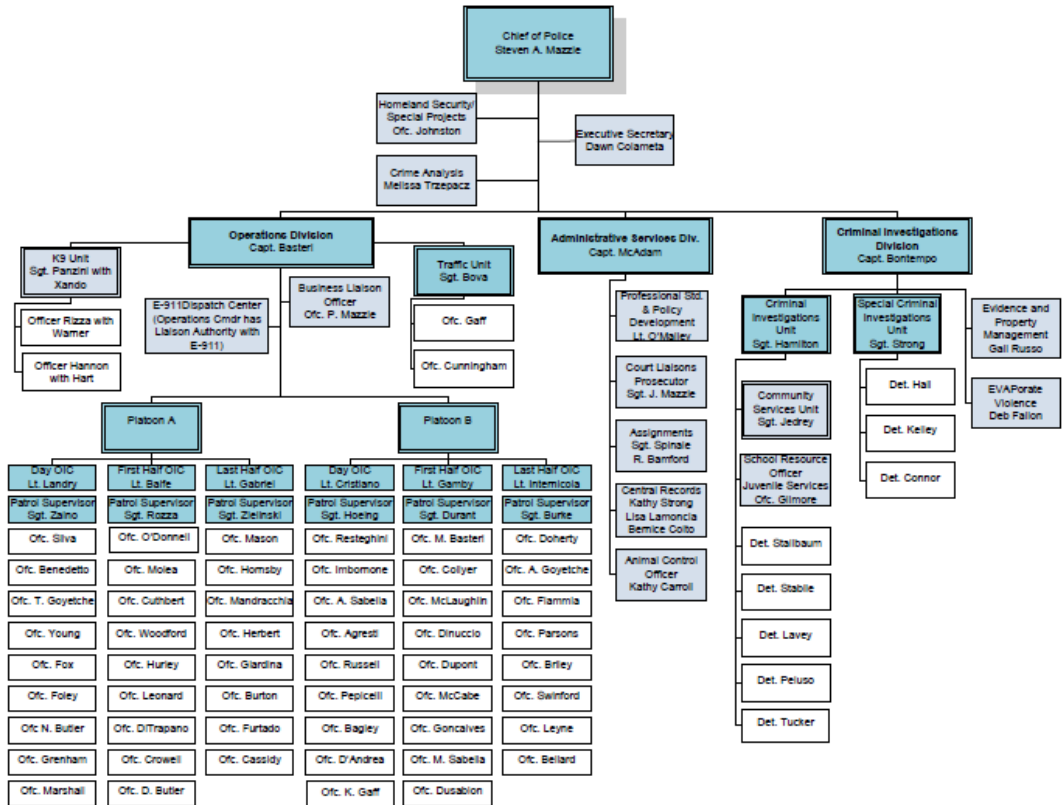 Chief of Police
Steven A. Mazzie
Homeland Security/
Special Projects
Ofc. Johnston
Executive Secretary
Dawn Colameta
Crime Analysis
Melissa Trzepacz
Operations Division
Capt. Basteri
Administrative Services Div.
Capt. McAdam
Criminal Investigations
Division
Capt. Bontempo
K9 Unit
Sgt. Panzini with
Xando
Officer Rizza with
Warner
Officer Hannon
with Hart
E-911Dispatch Center
(Operations Cmdr has
Liaison Authority with
E-911)
Business Liaison
Officer
Ofc. P. Mazzie
Traffic Unit
Sgt. Bova
Ofc. Gaff
Ofc. Cunningham
Professional Std.
& Policy
Development
Lt. O'Malley
Court Liaisons
Prosecutor
Sgt. J. Mazzie
Assignments
Sgt. Spinale
R. Bamford
Central Records
Kathy Strong
Lisa Lamoncia
Bernice Colto
Animal Control
Officer
Kathy Carroll
Criminal
Investigations
Unit
Sgt. Hamilton
Community
Services Unit
Sgt. Jedrey
School Resource
Officer
Juvenile Services
Ofc. Gilmore
Det. Stallbaum
Det. Stabile
Det. Lavey
Det. Peluso
Det. Tucker
Special Criminal
Investigations
Unit
Sgt. Strong
Det. Hall
Det. Kelley
Det. Connor
Evidence and
Property
Management
Gail Russo
EVAPorate
Violence
Deb Fallon
Platoon A
Day OIC
Lt. Landry
Patrol Supervisor
Sgt. Zaino
Ofc. Silva
Ofc. Benedetto
Ofc. T. Goyetche
Ofc. Young
Ofc. Fox
Ofc. Foley
Ofc N. Butler
Ofc. Grenham
Ofc. Marshall
First Half OIC
Lt. Balfe
Patrol Supervisor
Sgt. Rozza
Ofc. O'Donnell
Ofc. Molea
Ofc. Cuthbert
Ofc. Woodford
Ofc. Hurley
Ofc. Leonard
Ofc. DiTrapano
Ofc. Crowell
Ofc. D. Butler
Last Half OIC
Lt. Gabriel
Patrol Supervisor
Sgt. Zielinski
Ofc. Mason
Ofc. Hornsby
Ofc. Mandracchia
Ofc. Herbert
Ofc. Giardina
Ofc. Burton
Ofc. Furtado
Ofc. Cassidy
Platoon B
Day OIC
Lt. Cristiano
Patrol Supervisor
Sgt. Hoeing
Ofc. Resteghini
Ofc. Imbornone
Ofc. A. Sabella
Ofc. Agresti
Ofc. Russell
Ofc. Pepicelli
Ofc. Bagley
Ofc. D'Andrea
Ofc. K. Gaff
First Half OIC
Lt. Gamby
Patrol Supervisor
Sgt. Durant
Ofc. M. Basteri
Ofc. Collyer
Ofc. McLaughlin
Ofc. Dinuccio
Ofc. Dupont
Ofc. McCabe
Ofc. Goncalves
Ofc. M. Sabella
Ofc. Dusablon
Last Half OIC
Lt. Internicola
Patrol Supervisor
Sgt. Burke
Ofc. Doherty
Ofc. A. Goyetche
Ofc. Flammia
Ofc. Parsons
Ofc. Briley
Ofc. Swinford
Ofc. Leyne
Ofc. Bellard